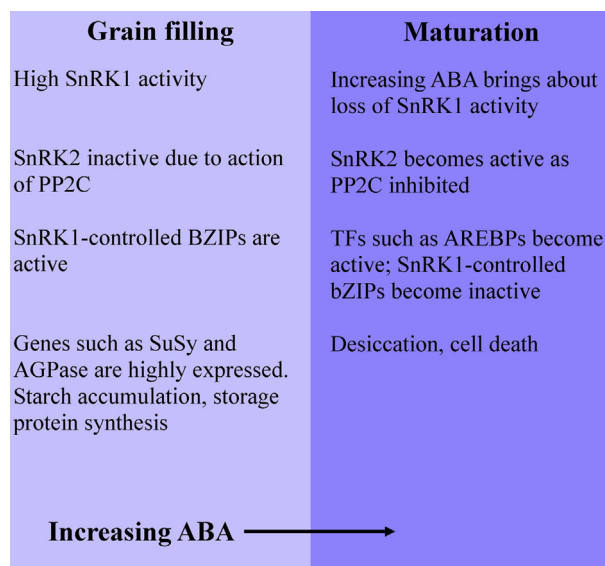 Grain filling
High SnRK1 activity
SnRK2 inactive due to action
of PP2C
SnRK1-controlled BZIPs are
active
Genes such as SuSy and
AGPase are highly expressed.
Starch accumulation, storage
protein synthesis
Maturation
Increasing ABA brings about
loss of SnRK1 activity
SnRK2 becomes active as
PP2C inhibited
TFs such as AREBPs become
active; SnRK1-controlled
bZIPs become inactive
Desiccation, cell death
Increasing ABA